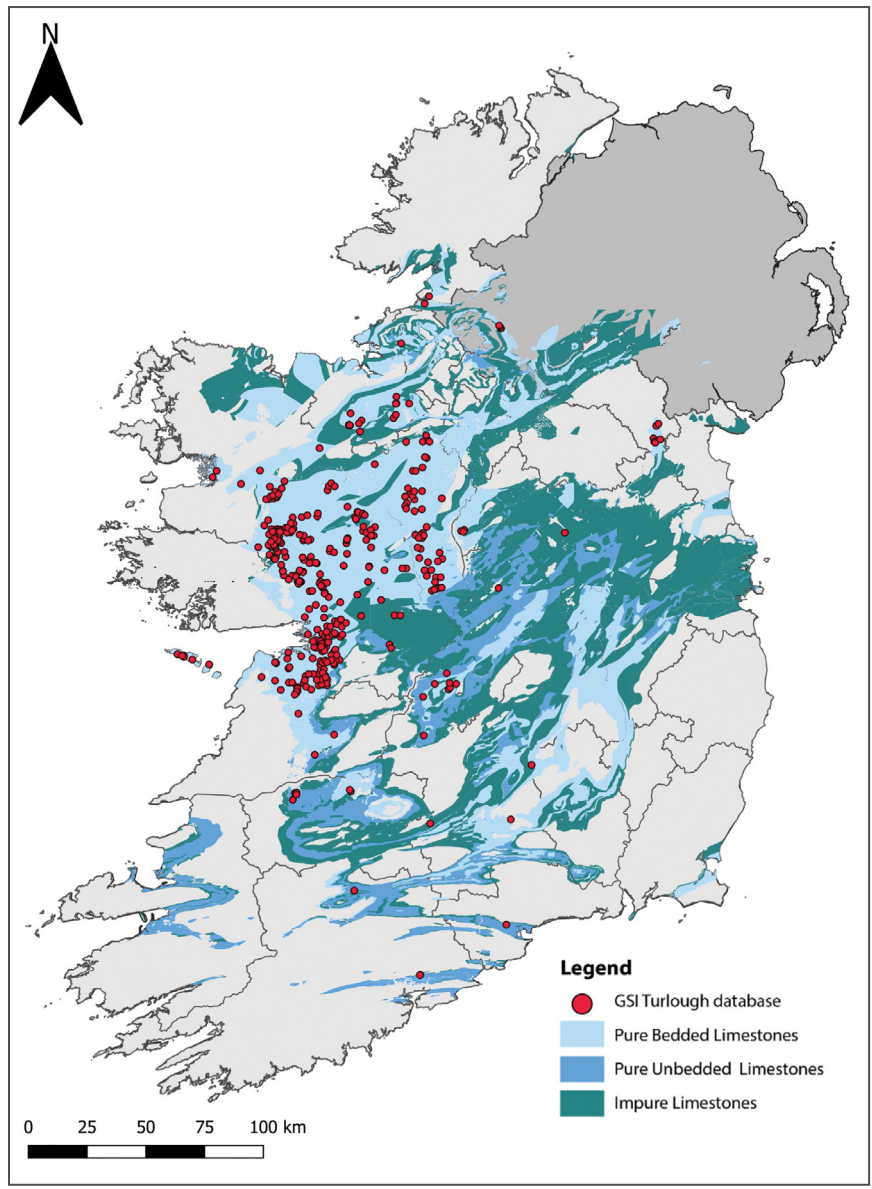 N
Legend
GSI Turlough database
Pure Bedded Limestones
Pure Unbedded Limestones
Impure Limestones
0 25 50 75 100 km